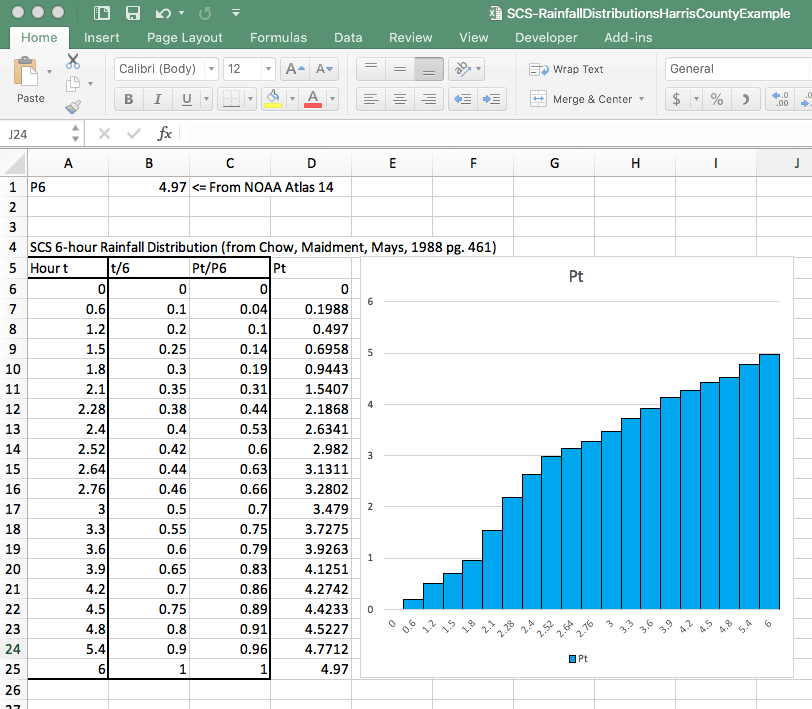 SCS-RainfallDistributionsHarrisCountyExample
Home Insert Page Layout Formulas Data Review View Developer Add-ins
Paste
Calibri (Body) 12 A A
B I U A
Wrap Text
Merge & Center
General
$ % )
J24 fx
A B C D E F G H I J
1 P6 4.97 <= From NOAA Atlas 14
2
3
4 SCS 6-hour Rainfall Distribution (from Chow, Maidment, Mays, 1988 pg. 461)
5 Hour t t/6 Pt/P6 Pt
6 0 0 0 0
7 0.6 0.1 0.04 0.1988
8 1.2 0.2 0.1 0.497
9 1.5 0.25 0.14 0.6958
10 1.8 0.3 0.19 0.9443
11 2.1 0.35 0.31 1.5407
12 2.28 0.38 0.44 2.1868
13 2.4 0.4 0.53 2.6341
14 2.52 0.42 0.6 2.982
15 2.64 0.44 0.63 3.1311
16 2.76 0.46 0.66 3.2802
17 3 0.5 0.7 3.479
18 3.3 0.55 0.75 3.7275
19 3.6 0.6 0.79 3.9263
20 3.9 0.65 0.83 4.1251
21 4.2 0.7 0.86 4.2742
22 4.5 0.75 0.89 4.4233
23 4.8 0.8 0.91 4.5227
24 5.4 0.9 0.96 4.7712
25 6 1 1 4.97
26
Pt
6
5
4
3
2
1
0
0 0.6 1.2 1.5 1.8 2.1 2.28 2.4 2.52 2.64 2.76 3 3.3 3.6 3.9 4.2 4.5 4.8 5.4 6
Pt